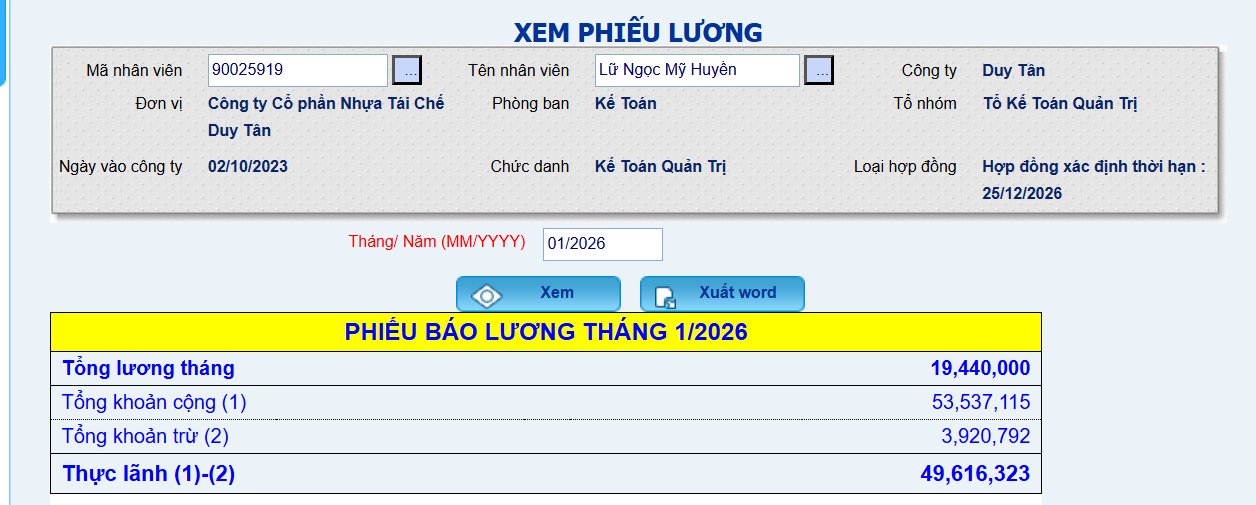 XEM PHIẾU LƯƠNG
Mã nhân viên 90025919 ... Tên nhân viên Lữ Ngọc Mỹ Huyền ... Công ty Duy Tân
Đơn vị Công ty Cổ phần Nhựa Tái Chế Duy Tân Phòng ban Kế Toán Tổ nhóm Tổ Kế Toán Quản Trị
Ngày vào công ty 02/10/2023 Chức danh Kế Toán Quản Trị Loại hợp đồng Hợp đồng xác định thời hạn : 25/12/2026
Tháng/ Năm (MM/YYYY) 01/2026
Xem Xuất word
PHIẾU BÁO LƯƠNG THÁNG 1/2026
Tổng lương tháng 19,440,000
Tổng khoản cộng (1) 53,537,115
Tổng khoản trừ (2) 3,920,792
Thực lãnh (1)-(2) 49,616,323